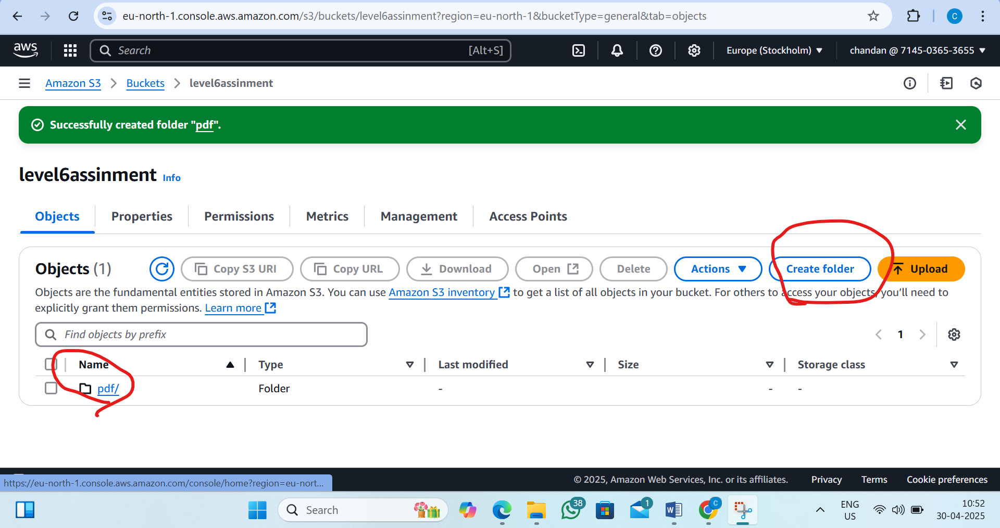 eu-north-1.console.aws.amazon.com/s3/buckets/level6assinment?region=eu-north-1&bucketType=general&tab=objects
C
aws
Search [Alt+S]
Europe (Stockholm)
chandan @ 7145-0365-3655
Amazon S3 > Buckets > level6assinment
Successfully created folder "pdf".
level6assinment Info
Objects Properties Permissions Metrics Management Access Points
Objects (1) Copy S3 URI Copy URL Download Open Delete Actions Create folder Upload
Objects are the fundamental entities stored in Amazon S3. You can use Amazon S3 inventory to get a list of all objects in your bucket. For others to access your objects, you’ll need to
explicitly grant them permissions. Learn more
Find objects by prefix
1
Name Type Last modified Size Storage class
pdf/ Folder - - -
© 2025, Amazon Web Services, Inc. or its affiliates. Privacy Terms Cookie preferences
https://eu-north-1.console.aws.amazon.com/console/home?region=eu-nort...
Search
38
1
W
C
ENG
US
10:52
30-04-2025